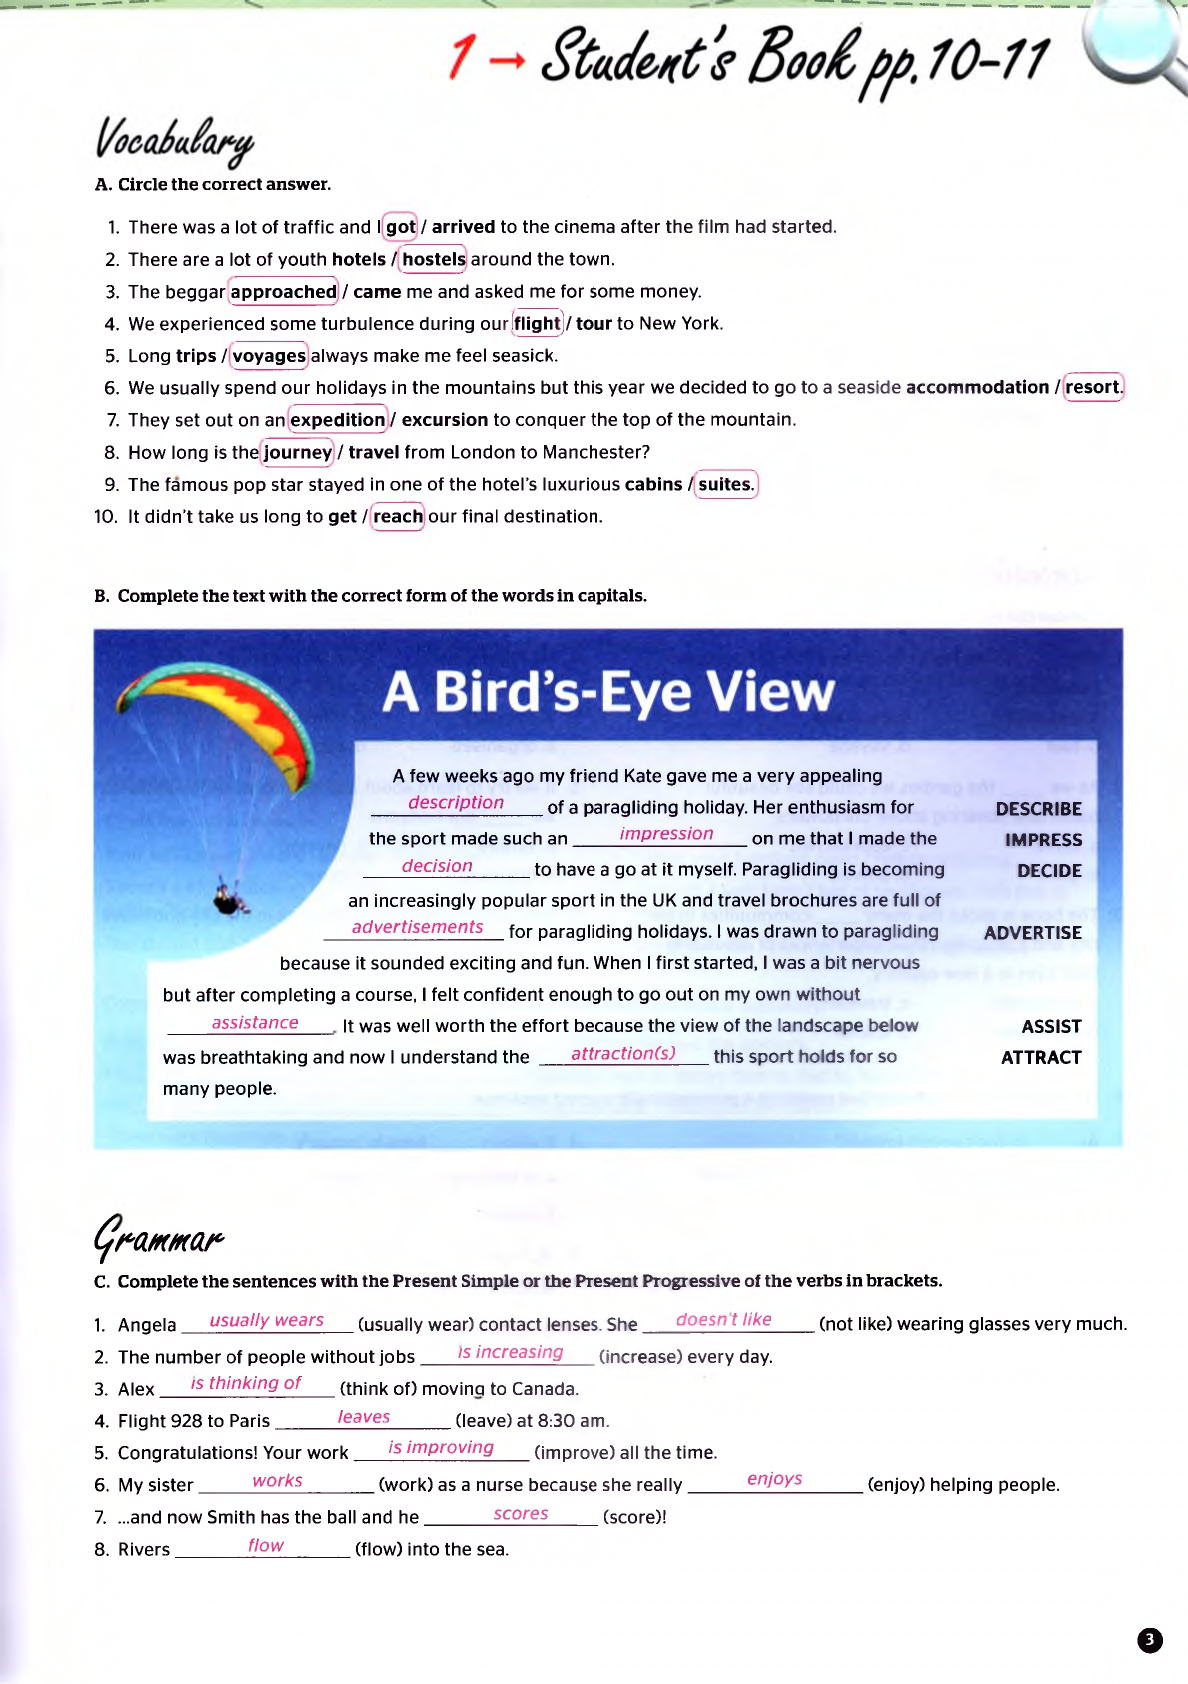 1 → Student's Book pp. 10-11
Vocabulary
A. Circle the correct answer.
1. There was a lot of traffic and I got / arrived to the cinema after the film had started.
2. There are a lot of youth hotels / hostels around the town.
3. The beggar approached / came me and asked me for some money.
4. We experienced some turbulence during our flight / tour to New York.
5. Long trips / voyages always make me feel seasick.
6. We usually spend our holidays in the mountains but this year we decided to go to a seaside accommodation / resort.
7. They set out on an expedition / excursion to conquer the top of the mountain.
8. How long is the journey / travel from London to Manchester?
9. The famous pop star stayed in one of the hotel's luxurious cabins / suites.
10. It didn't take us long to get / reach our final destination.
B. Complete the text with the correct form of the words in capitals.
A Bird's-Eye View
A few weeks ago my friend Kate gave me a very appealing
description of a paragliding holiday. Her enthusiasm for DESCRIBE
the sport made such an impression on me that I made the IMPRESS
decision to have a go at it myself. Paragliding is becoming DECIDE
an increasingly popular sport in the UK and travel brochures are full of
advertisements for paragliding holidays. I was drawn to paragliding ADVERTISE
because it sounded exciting and fun. When I first started, I was a bit nervous
but after completing a course, I felt confident enough to go out on my own without
assistance. It was well worth the effort because the view of the landscape below ASSIST
was breathtaking and now I understand the attraction(s) this sport holds for so ATTRACT
many people.
Grammar
C. Complete the sentences with the Present Simple or the Present Progressive of the verbs in brackets.
1. Angela usually wears (usually wear) contact lenses. She doesn't like (not like) wearing glasses very much.
2. The number of people without jobs is increasing (increase) every day.
3. Alex is thinking of (think of) moving to Canada.
4. Flight 928 to Paris leaves (leave) at 8:30 am.
5. Congratulations! Your work is improving (improve) all the time.
6. My sister works (work) as a nurse because she really enjoys (enjoy) helping people.
7. ...and now Smith has the ball and he scores (score)!
8. Rivers flow (flow) into the sea.
3